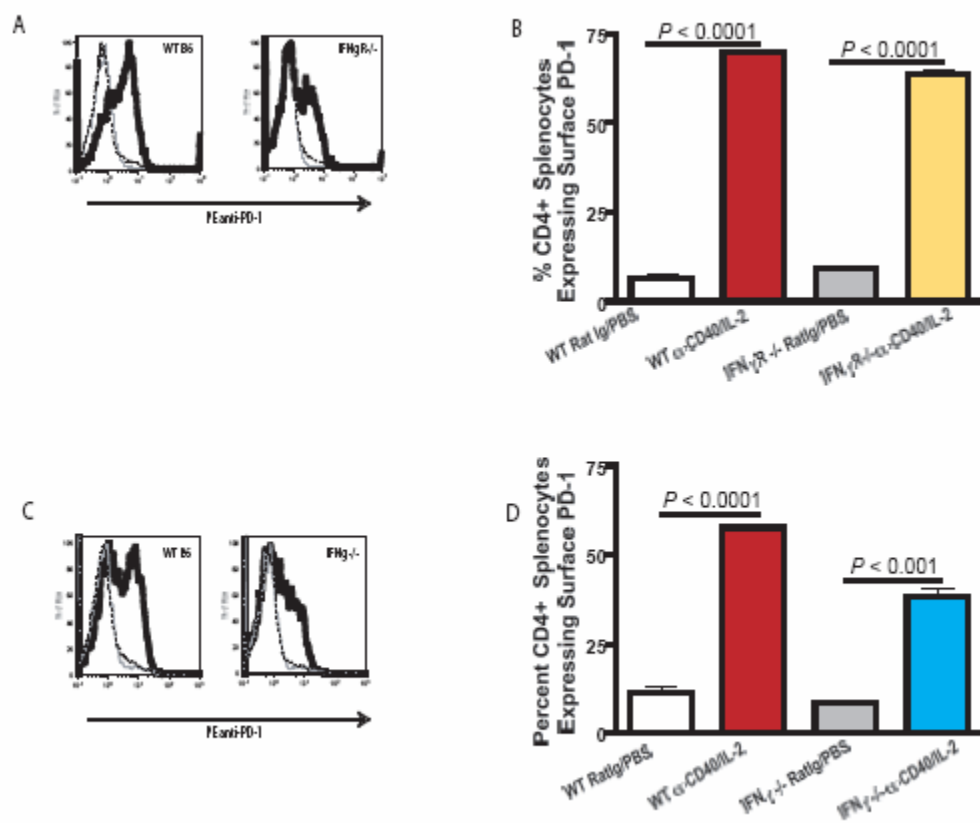 A
WT B6
IFNgR-/-
PE anti-PD-1
B
% CD4+ Splenocytes
Expressing Surface PD-1
75
50
25
0
P < 0.0001
P < 0.0001
WT Rat Ig/PBS
WT α-CD40/IL-2
IFNγR -/- RatIg/PBS
IFNγR-/-α-CD40/IL-2
C
WT B6
IFNg-/-
PE anti-PD-1
D
Percent CD4+ Splenocytes
Expressing Surface PD-1
75
50
25
0
P < 0.0001
P < 0.001
WT RatIg/PBS
WT α-CD40/IL-2
IFNγ-/- RatIg/PBS
IFNγ-/-α-CD40/IL-2